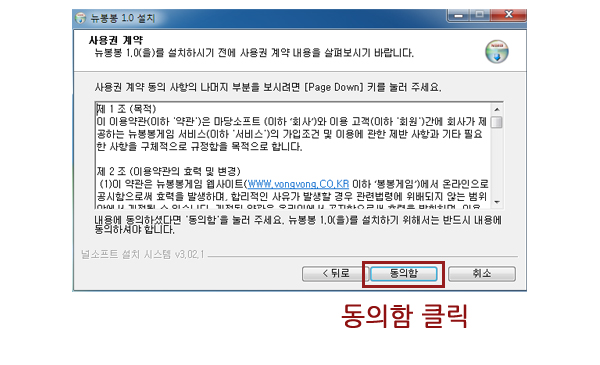 뉴봉봉 1.0 설치
사용권 계약
뉴봉봉 1.0(을)를 설치하시기 전에 사용권 계약 내용을 살펴보시기 바랍니다.
사용권 계약 동의 사항의 나머지 부분을 보시려면 [Page Down] 키를 눌러 주세요.
제 1 조 (목적)
이 이용약관(이하 '약관')은 마당소프트 (이하 '회사')와 이용 고객(이하 '회원')간에 회사가 제
공하는 뉴봉봉게임 서비스(이하 '서비스')의 가입조건 및 이용에 관한 제반 사항과 기타 필요
한 사항을 구체적으로 규정함을 목적으로 합니다.
제 2 조 (이용약관의 효력 및 변경)
(1)이 약관은 뉴봉봉게임 웹사이트(WWW.vongvong.CO.KR 이하 '봉봉게임')에서 온라인으로
공시함으로써 효력을 발생하며, 합리적인 사유가 발생할 경우 관련법령에 위배되지 않는 범위
내용에 동의하셨다면 '동의함'을 눌러 주세요. 뉴봉봉 1.0(을)를 설치하기 위해서는 반드시 내용에
동의하셔야 합니다.
널소프트 설치 시스템 v3.02.1
< 뒤로 동의함 취소
동의함 클릭